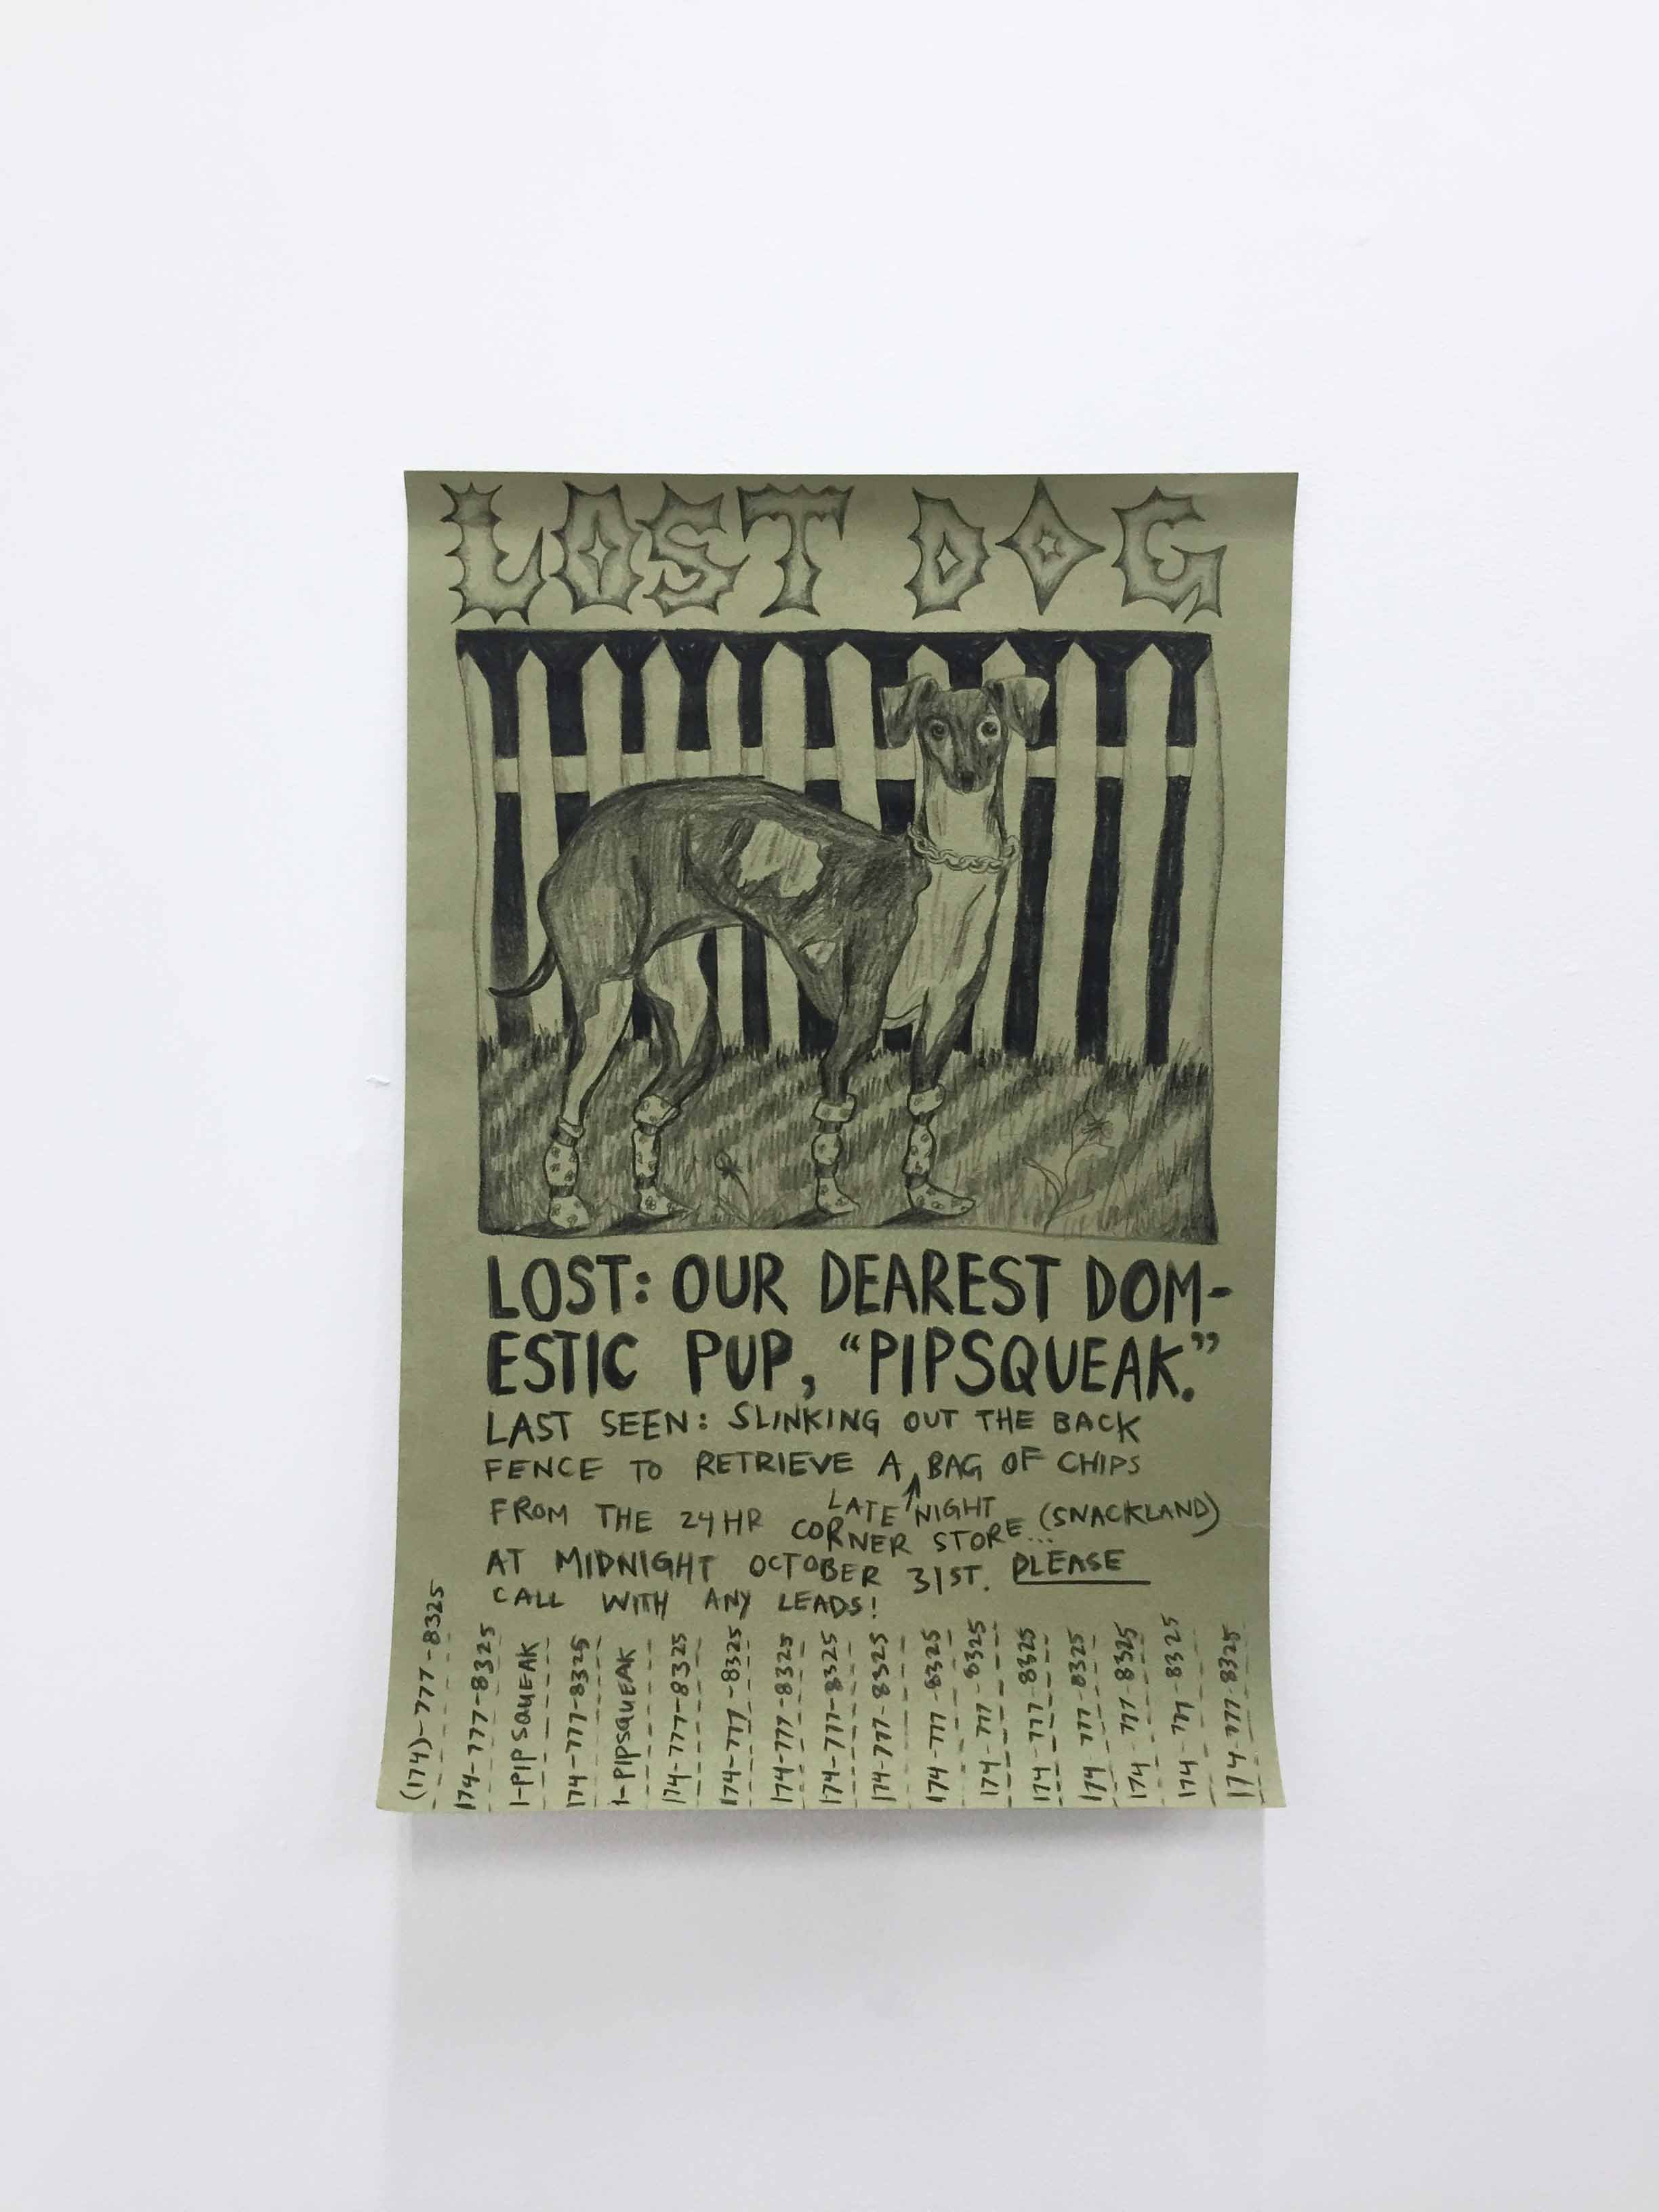 LOST DOG
LOST: OUR DEAREST DOM-
ESTIC PUP, "PIPSQUEAK."
LAST SEEN: SLINKING OUT THE BACK
FENCE TO RETRIEVE A BAG OF CHIPS
LATE NIGHT
FROM THE 24HR CORNER STORE... (SNACKLAND)
AT MIDNIGHT OCTOBER 31ST. PLEASE
CALL WITH ANY LEADS!
(174)-777-8325
174-777-8325
1-PIPSQUEAK
174-777-8325
1-PIPSQUEAK
174-777-8325
174-777-8325
174-777-8325
174-777-8325
174-777-8325
174-777-8325
174-777-8325
174-777-8325
174 777-8325
174 777 8325
174-777-8325
174-777-8325